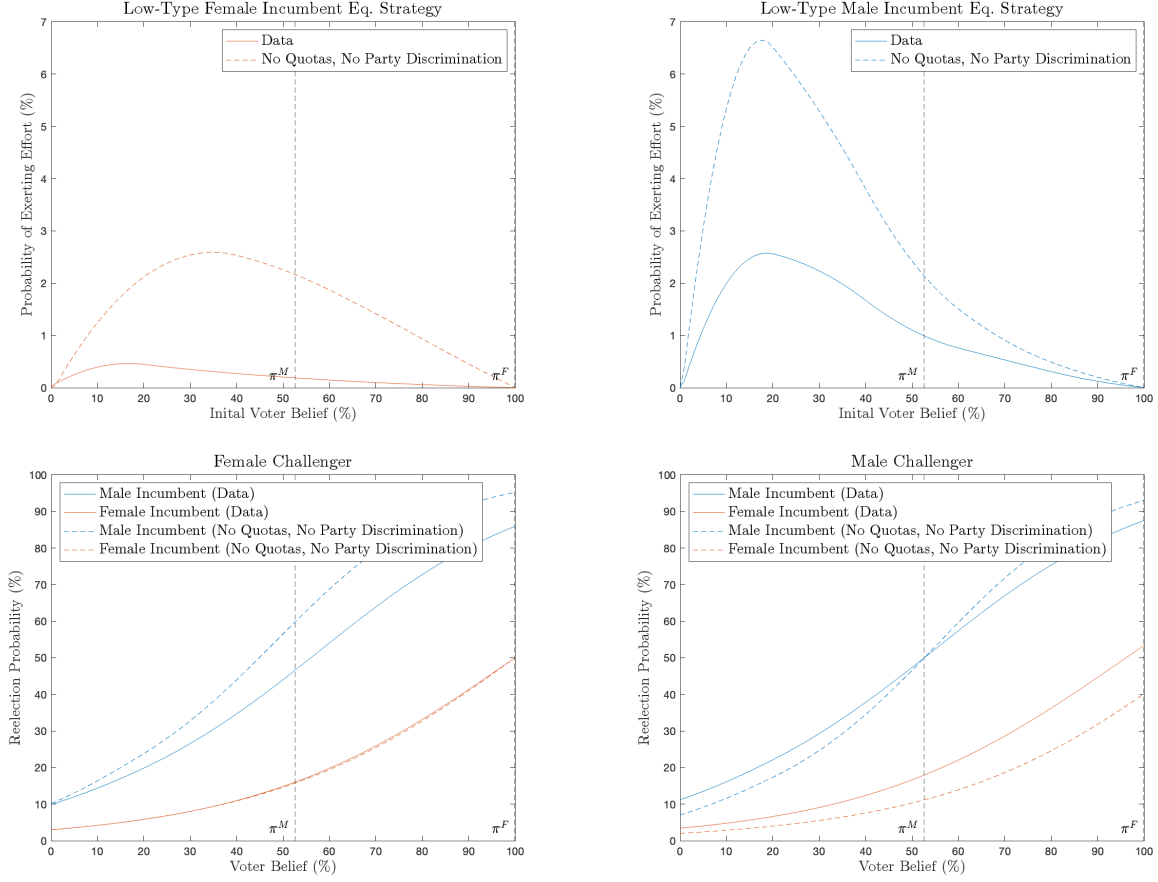 Low-Type Female Incumbent Eq. Strategy
Data
No Quotas, No Party Discrimination
Probability of Exerting Effort (%)
7
6
5
4
3
2
1
0
π^M
π^F
0 10 20 30 40 50 60 70 80 90 100
Inital Voter Belief (%)
Low-Type Male Incumbent Eq. Strategy
Data
No Quotas, No Party Discrimination
Probability of Exerting Effort (%)
7
6
5
4
3
2
1
0
π^M
π^F
0 10 20 30 40 50 60 70 80 90 100
Inital Voter Belief (%)
Female Challenger
Male Incumbent (Data)
Female Incumbent (Data)
Male Incumbent (No Quotas, No Party Discrimination)
Female Incumbent (No Quotas, No Party Discrimination)
Reelection Probability (%)
100
90
80
70
60
50
40
30
20
10
0
π^M
π^F
0 10 20 30 40 50 60 70 80 90 100
Voter Belief (%)
Male Challenger
Male Incumbent (Data)
Female Incumbent (Data)
Male Incumbent (No Quotas, No Party Discrimination)
Female Incumbent (No Quotas, No Party Discrimination)
Reelection Probability (%)
100
90
80
70
60
50
40
30
20
10
0
π^M
π^F
0 10 20 30 40 50 60 70 80 90 100
Voter Belief (%)